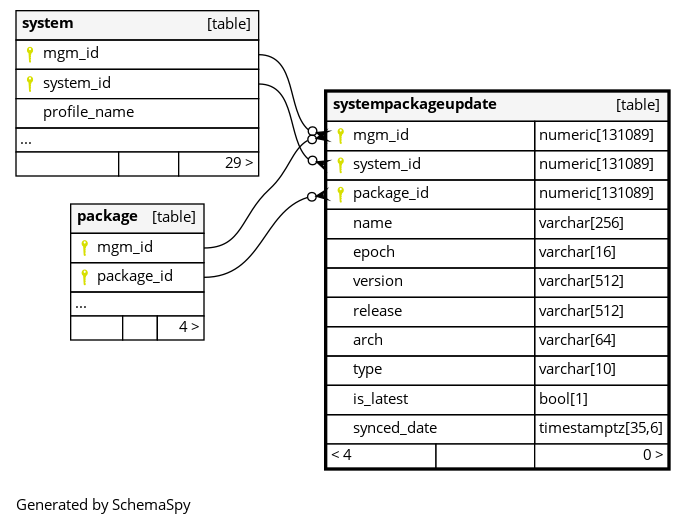 system [table]
mgm_id
system_id
profile_name
...
29 >
package [table]
mgm_id
package_id
...
4 >
systempackageupdate [table]
mgm_id numeric[131089]
system_id numeric[131089]
package_id numeric[131089]
name varchar[256]
epoch varchar[16]
version varchar[512]
release varchar[512]
arch varchar[64]
type varchar[10]
is_latest bool[1]
synced_date timestamptz[35,6]
< 4 0 >
Generated by SchemaSpy